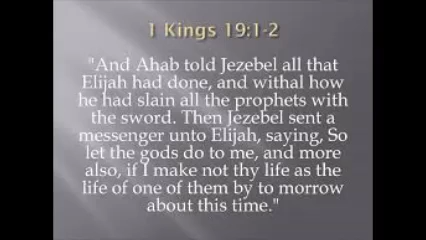 1 Kings 19:1-2
"And Ahab told Jezebel all that
Elijah had done, and withal how
he had slain all the prophets with
the sword. Then Jezebel sent a
messenger unto Elijah, saying, So
let the gods do to me, and more
also, if I make not thy life as the
life of one of them by to morrow
about this time."